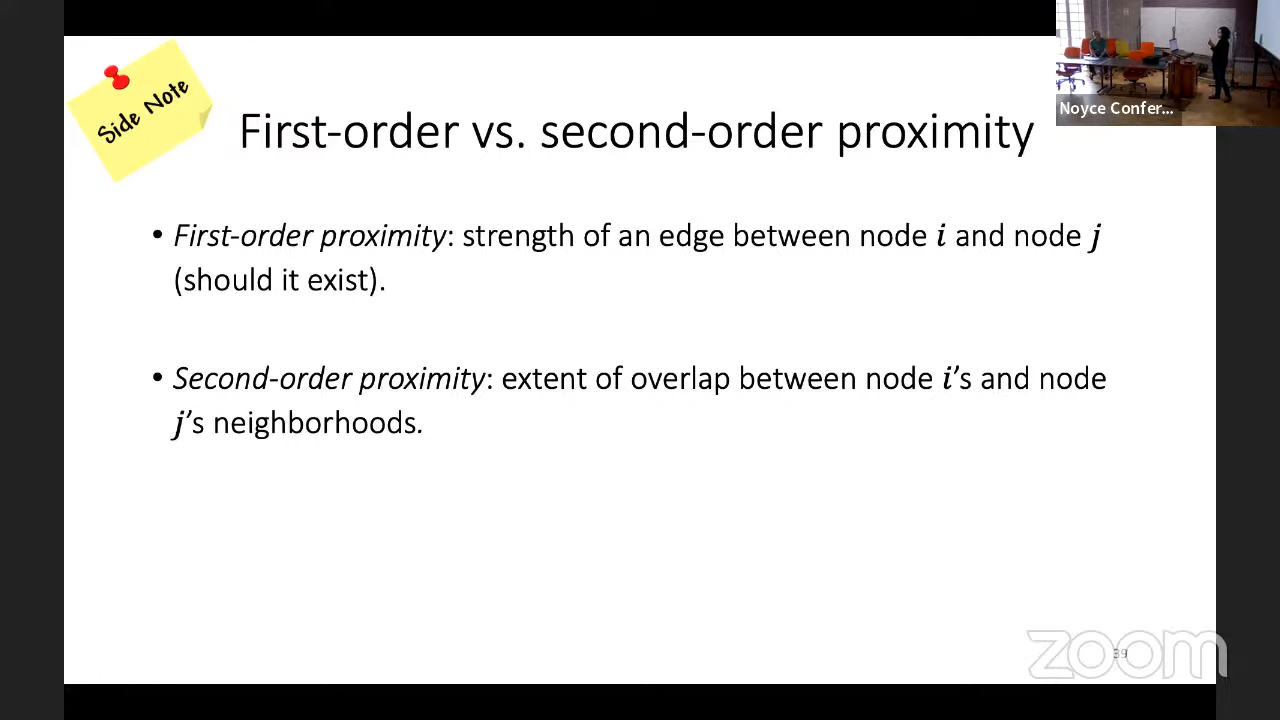 Side Note
Noyce Confer...
First-order vs. second-order proximity
• First-order proximity: strength of an edge between node i and node j
(should it exist).
• Second-order proximity: extent of overlap between node i’s and node
j’s neighborhoods.
39
zoom